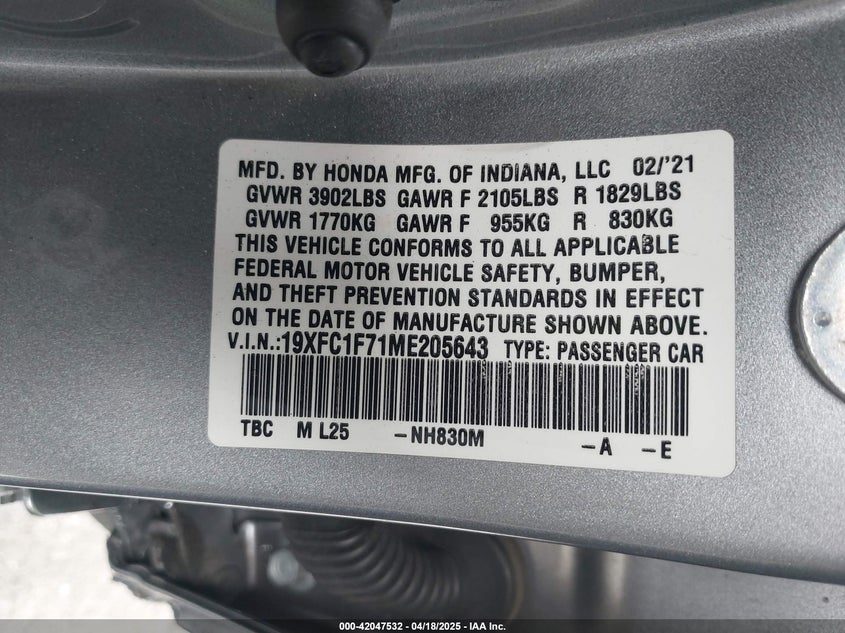 MFD. BY HONDA MFG. OF INDIANA, LLC 02/'21
GVWR 3902LBS GAWR F 2105LBS R 1829LBS
GVWR 1770KG GAWR F 955KG R 830KG
THIS VEHICLE CONFORMS TO ALL APPLICABLE
FEDERAL MOTOR VEHICLE SAFETY, BUMPER,
AND THEFT PREVENTION STANDARDS IN EFFECT
ON THE DATE OF MANUFACTURE SHOWN ABOVE.
V.I.N.:19XFC1F71ME205643 TYPE: PASSENGER CAR
TBC M L25 -NH830M -A -E
000-42047532 - 04/18/2025 - IAA Inc.